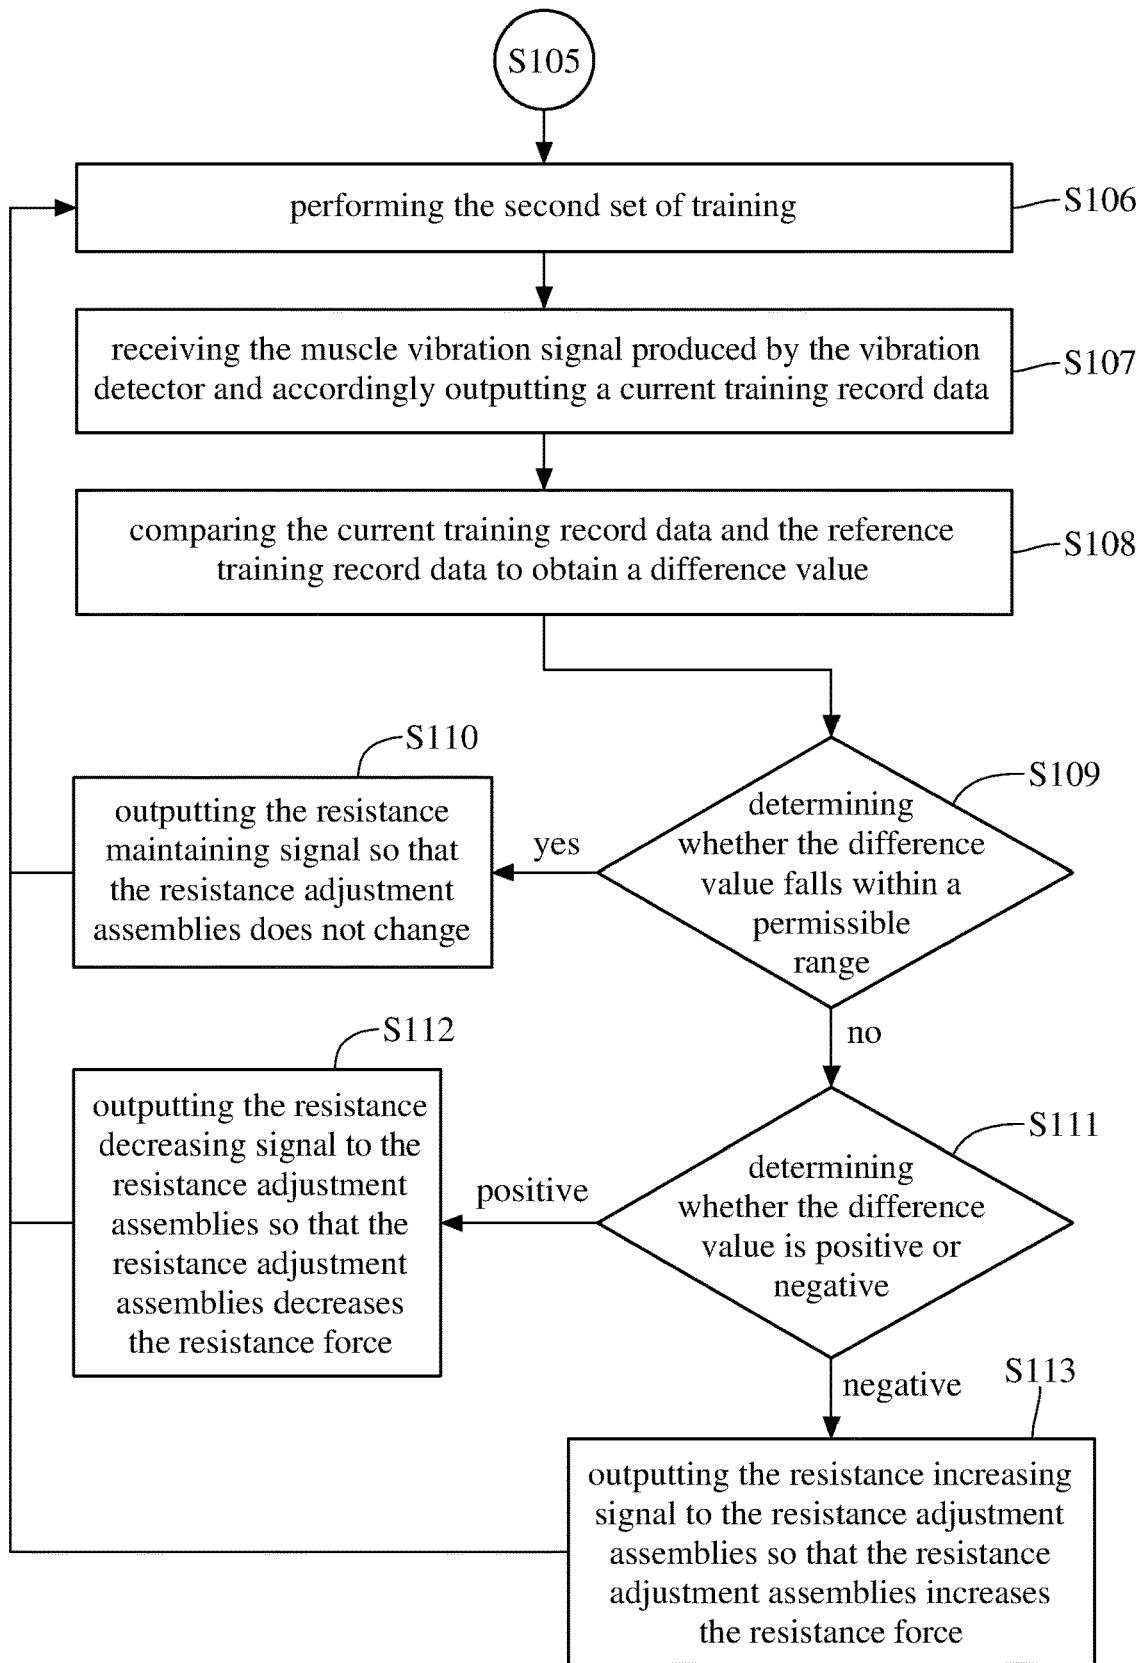 S105
performing the second set of training
S106
receiving the muscle vibration signal produced by the vibration
detector and accordingly outputting a current training record data
S107
comparing the current training record data and the reference
training record data to obtain a difference value
S108
S110
outputting the resistance
maintaining signal so that
the resistance adjustment
assemblies does not change
yes
S109
determining
whether the difference
value falls within a
permissible
range
no
S112
outputting the resistance
decreasing signal to the
resistance adjustment
assemblies so that the
resistance adjustment
assemblies decreases
the resistance force
positive
S111
determining
whether the difference
value is positive or
negative
negative
S113
outputting the resistance increasing
signal to the resistance adjustment
assemblies so that the resistance
adjustment assemblies increases
the resistance force